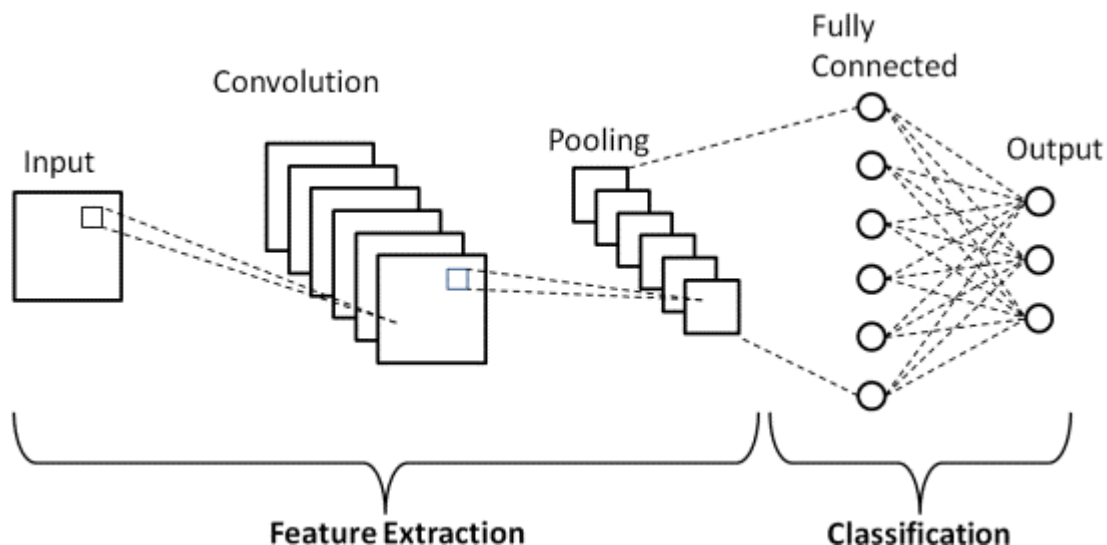 Input
Convolution
Pooling
Fully
Connected
Output
Feature Extraction
Classification